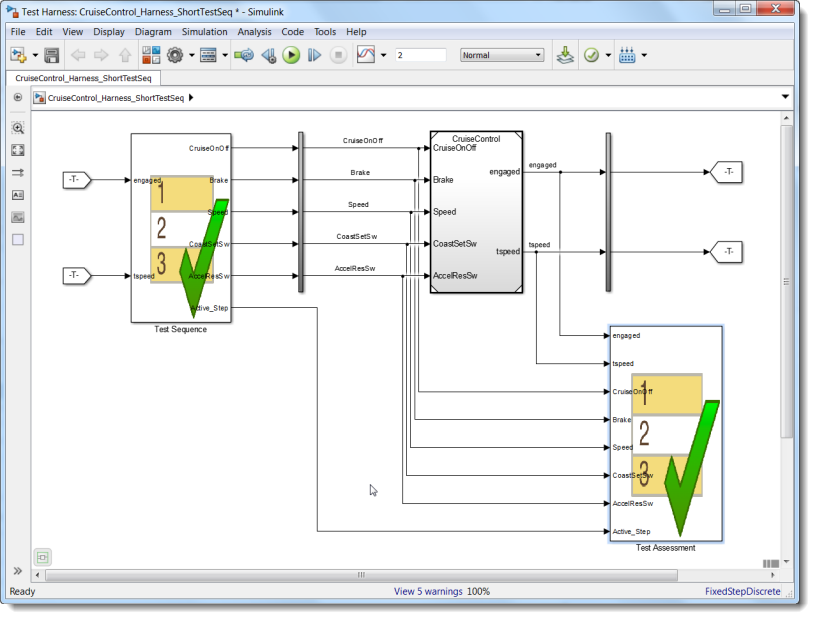 Test Harness: CruiseControl_Harness_ShortTestSeq * - Simulink
File Edit View Display Diagram Simulation Analysis Code Tools Help
2 Normal
CruiseControl_Harness_ShortTestSeq
CruiseControl_Harness_ShortTestSeq
-T-
-T-
engaged
tspeed
CruiseOnOff
Brake
Speed
CoastSetSw
AccelResSw
Active_Step
1
2
3
Test Sequence
CruiseOnOff
Brake
Speed
CoastSetSw
AccelResSw
CruiseControl
CruiseOnOff
Brake
Speed
CoastSetSw
AccelResSw
engaged
tspeed
engaged
tspeed
-T-
-T-
engaged
tspeed
CruiseOnOff
Brake
Speed
CoastSetSw
AccelResSw
Active_Step
1
2
3
Test Assessment
Ready View 5 warnings 100% FixedStepDiscrete